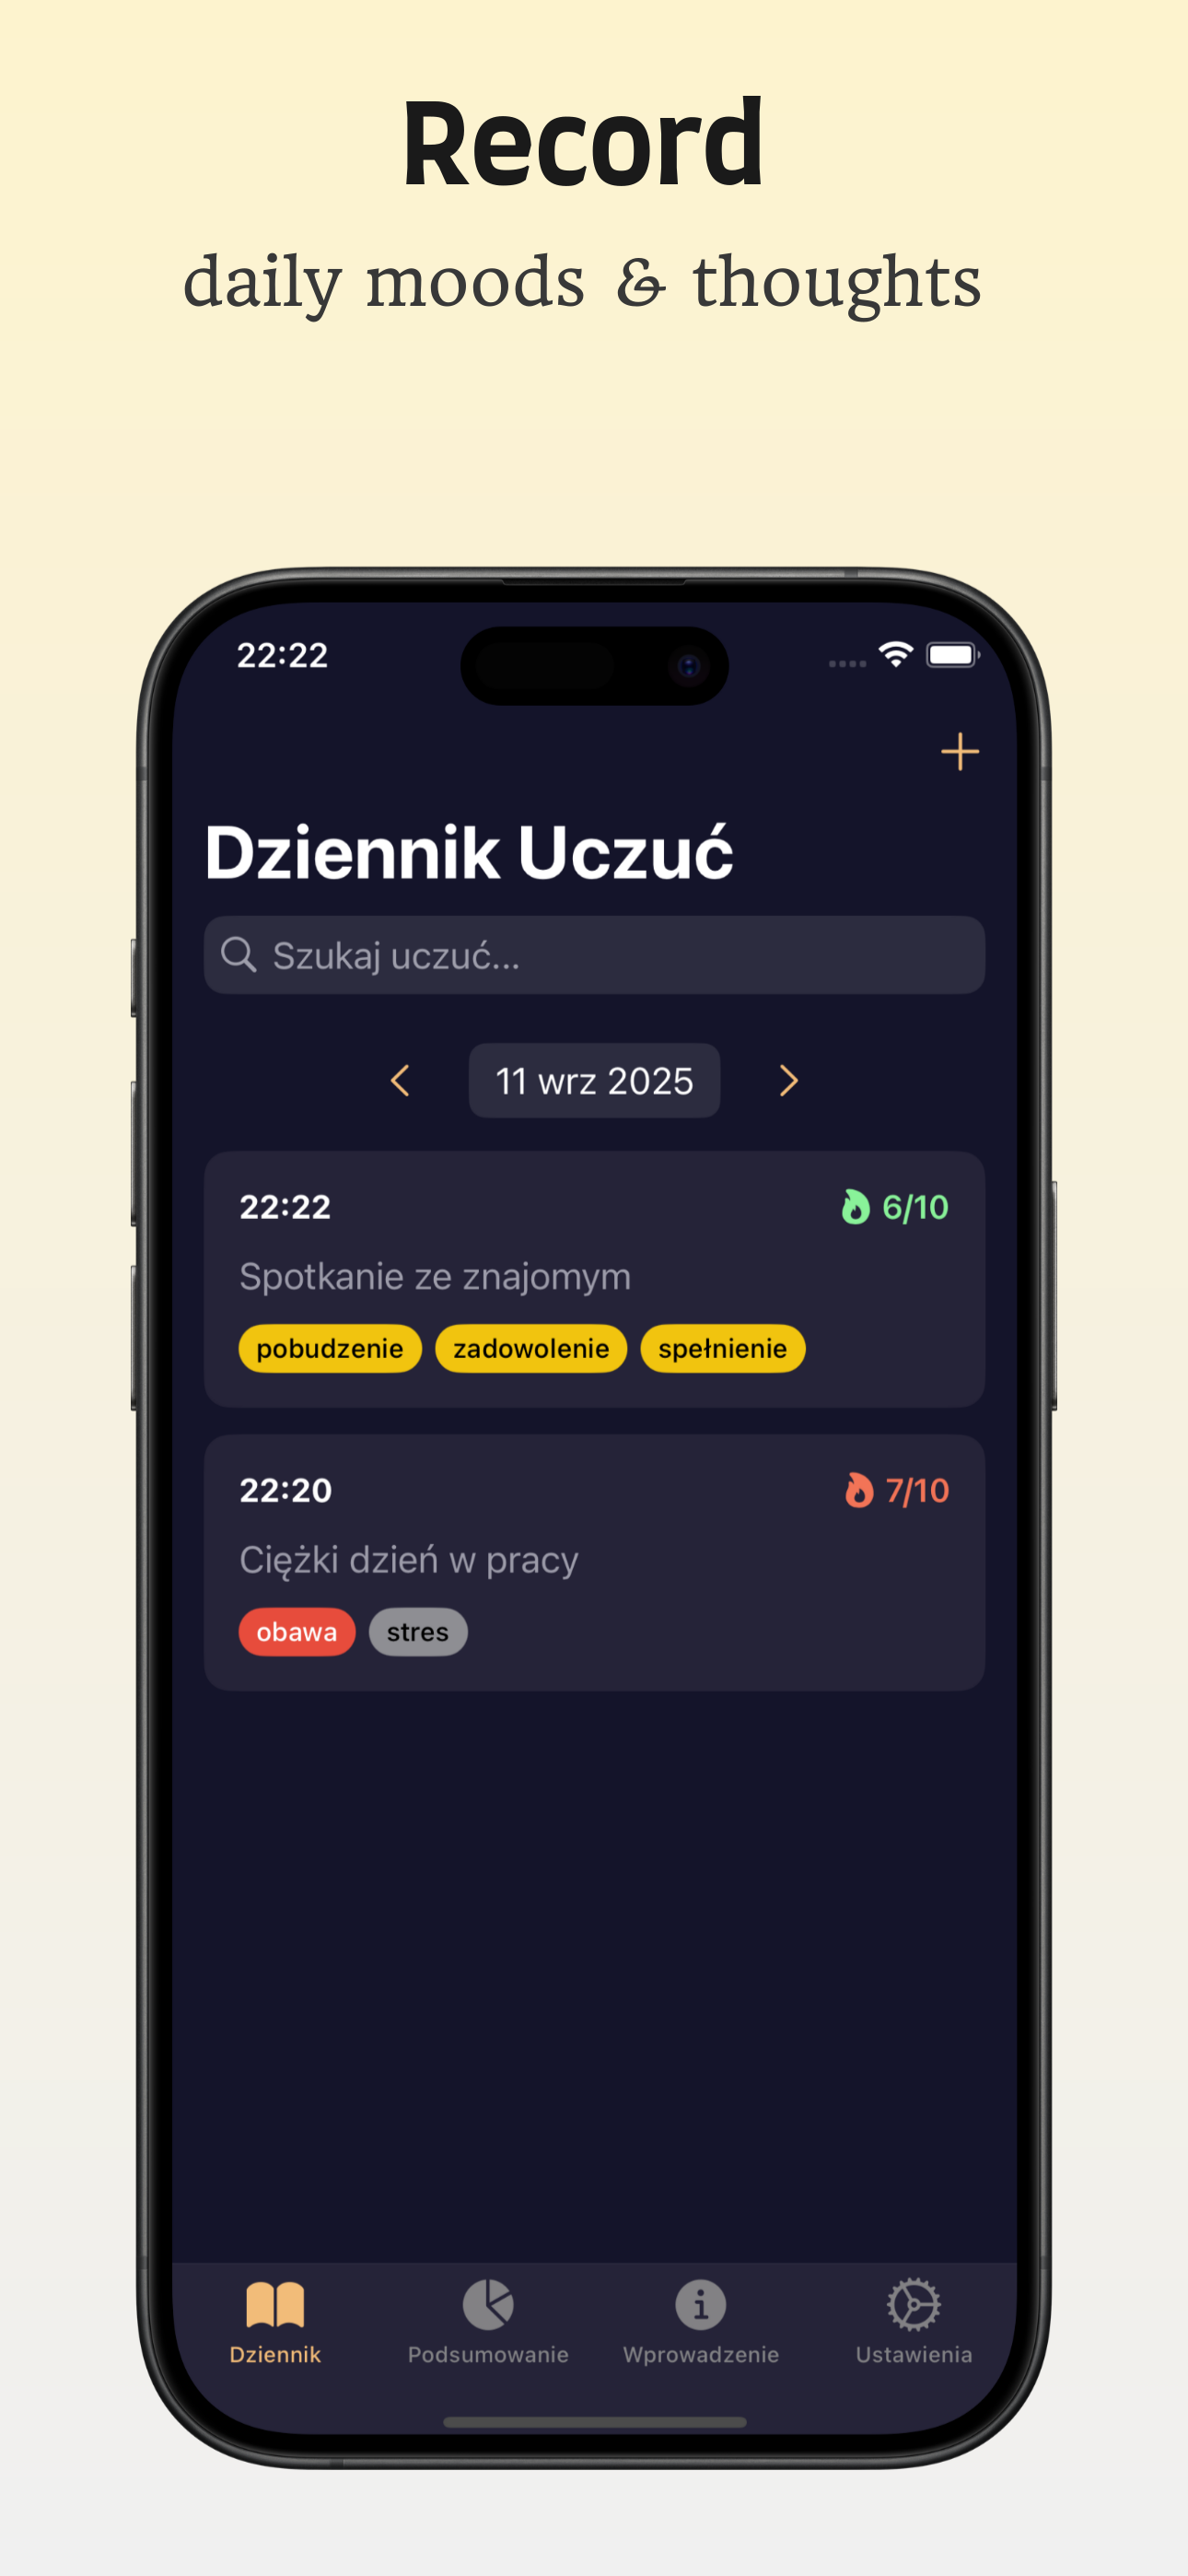 Record
daily moods & thoughts
22:22
Dziennik Uczuć
Szukaj uczuć...
11 wrz 2025
22:22 6/10
Spotkanie ze znajomym
pobudzenie zadowolenie spełnienie
22:20 7/10
Ciężki dzień w pracy
obawa stres
Dziennik Podsumowanie Wprowadzenie Ustawienia